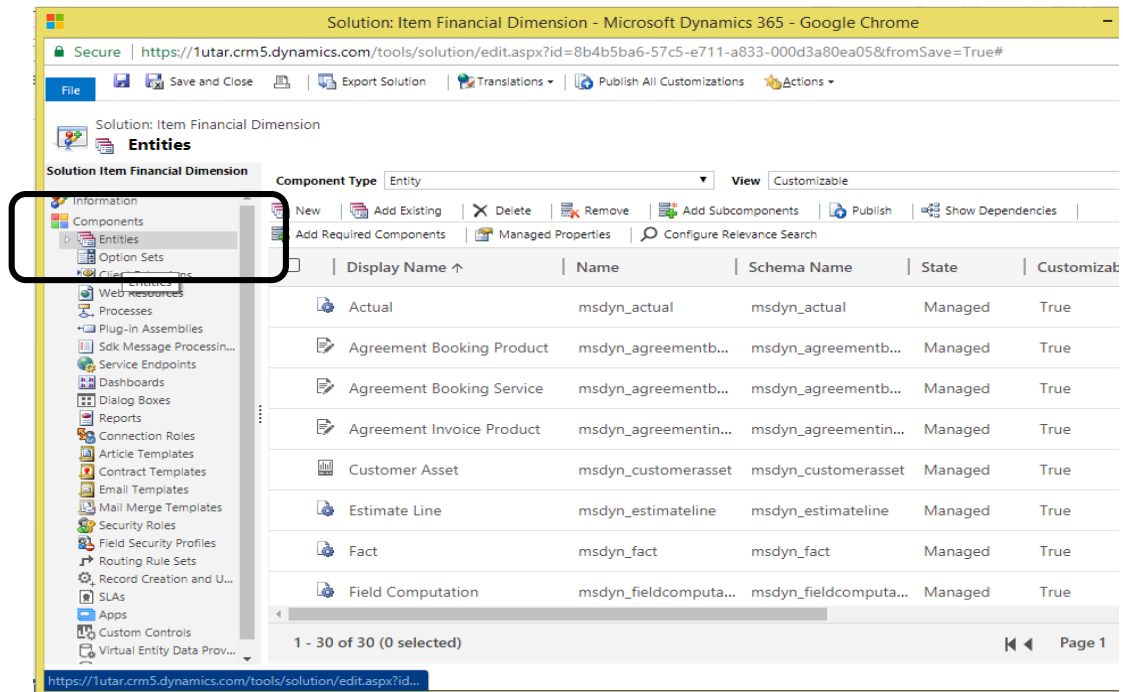 Solution: Item Financial Dimension - Microsoft Dynamics 365 - Google Chrome
Secure | https://1utar.crm5.dynamics.com/tools/solution/edit.aspx?id=8b4b5ba6-57c5-e711-a833-000d3a80ea05&fromSave=True#
File Save and Close Export Solution Translations Publish All Customizations Actions
Solution: Item Financial Dimension
Entities
Solution Item Financial Dimension
Information
Components
Entities
Option Sets
Entities
Web Resources
Processes
Plug-in Assemblies
Sdk Message Processin...
Service Endpoints
Dashboards
Dialog Boxes
Reports
Connection Roles
Article Templates
Contract Templates
Email Templates
Mail Merge Templates
Security Roles
Field Security Profiles
Routing Rule Sets
Record Creation and U...
SLAs
Apps
Custom Controls
Virtual Entity Data Prov...
Component Type Entity View Customizable
New Add Existing Delete Remove Add Subcomponents Publish Show Dependencies
Add Required Components Managed Properties Configure Relevance Search
Display Name Name Schema Name State Customizab
Actual msdyn_actual msdyn_actual Managed True
Agreement Booking Product msdyn_agreementb... msdyn_agreementb... Managed True
Agreement Booking Service msdyn_agreementb... msdyn_agreementb... Managed True
Agreement Invoice Product msdyn_agreementin... msdyn_agreementin... Managed True
Customer Asset msdyn_customerasset msdyn_customerasset Managed True
Estimate Line msdyn_estimateline msdyn_estimateline Managed True
Fact msdyn_fact msdyn_fact Managed True
Field Computation msdyn_fieldcomputa... msdyn_fieldcomputa... Managed True
1 - 30 of 30 (0 selected) Page 1
https://1utar.crm5.dynamics.com/tools/solution/edit.aspx?id...